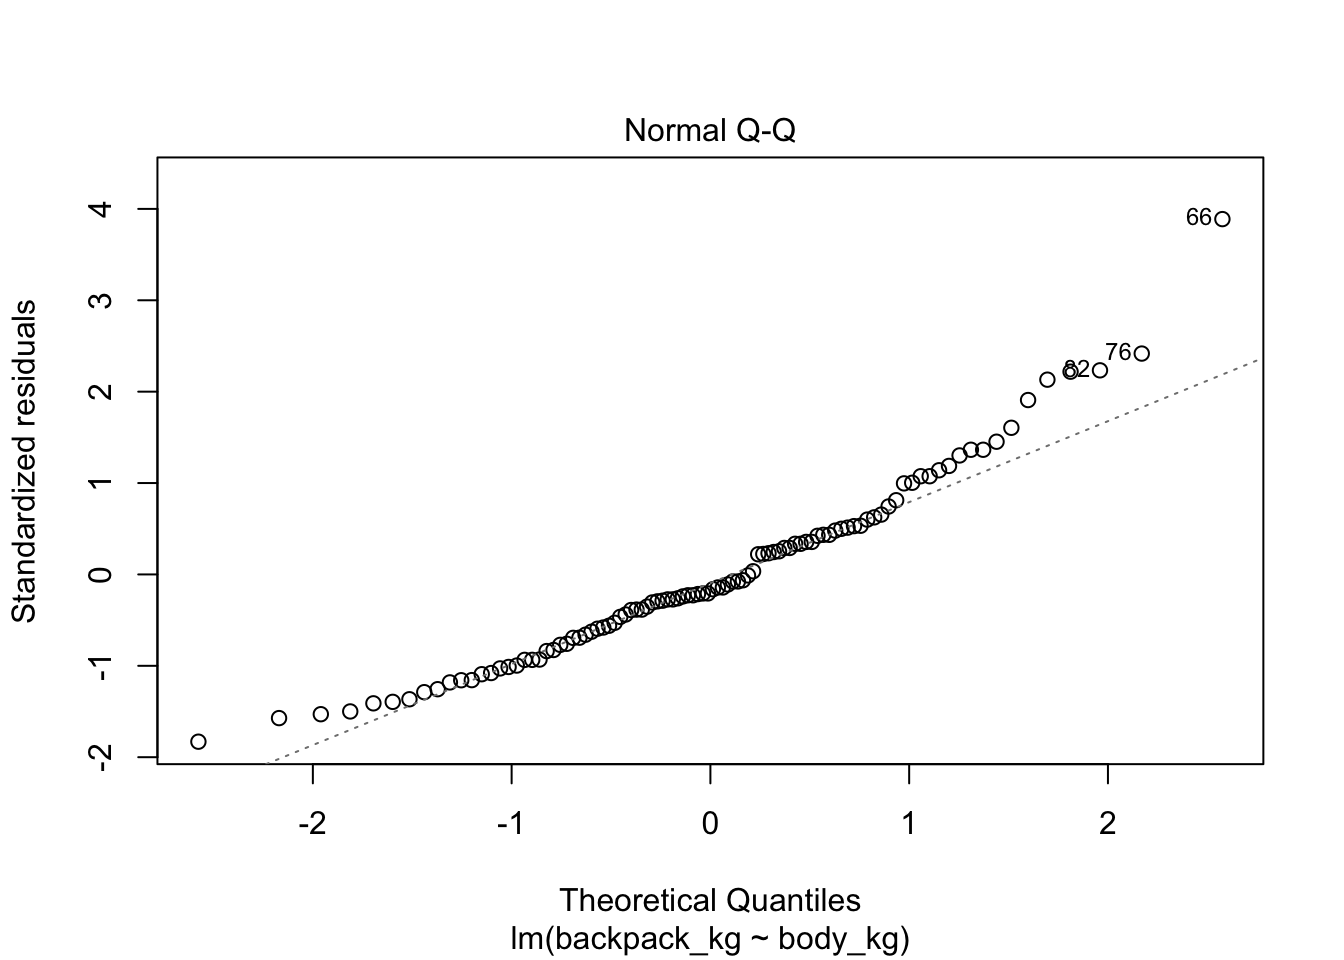 Normal Q-Q
Standardized residuals
4
3
2
1
0
-1
-2
66
76
-2 -1 0 1 2
Theoretical Quantiles
lm(backpack_kg ~ body_kg)